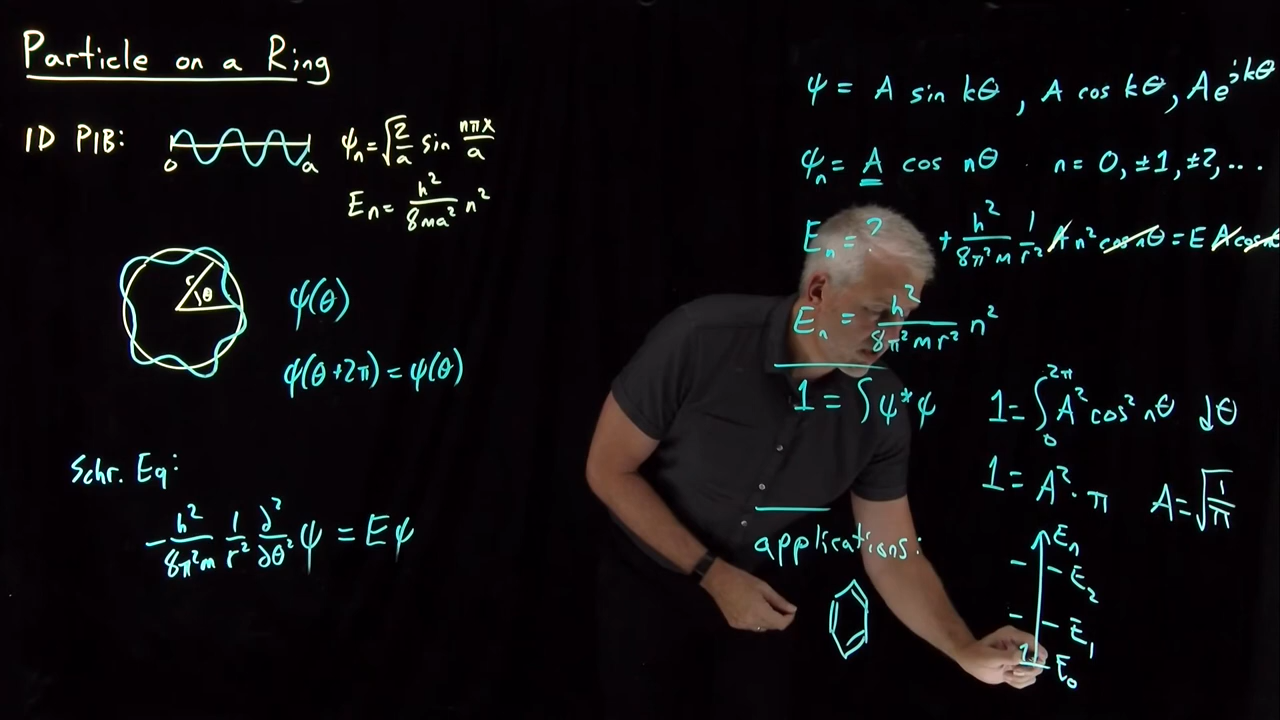 Particle on a Ring
1D PIB: 0 a ψₙ = √(2/a) sin nπx/a
Eₙ = h²/8ma² n²
r θ
ψ(θ)
ψ(θ+2π) = ψ(θ)
Schr. Eq:
-h²/8π²m 1/r² ∂²/∂θ² ψ = Eψ
ψ = A sin kθ, A cos kθ, Ae^ikθ
ψₙ = A cos nθ n = 0, ±1, ±2, ...
Eₙ = ? + h²/8π²m 1/r² A n² cos nθ = E A cos nθ
Eₙ = h²/8π²mr² n²
1 = ∫ψ*ψ
1 = ∫₀^2π A² cos² nθ dθ
1 = A² · π A = √(1/π)
applications:
Eₙ
E₂
E₁
E₀